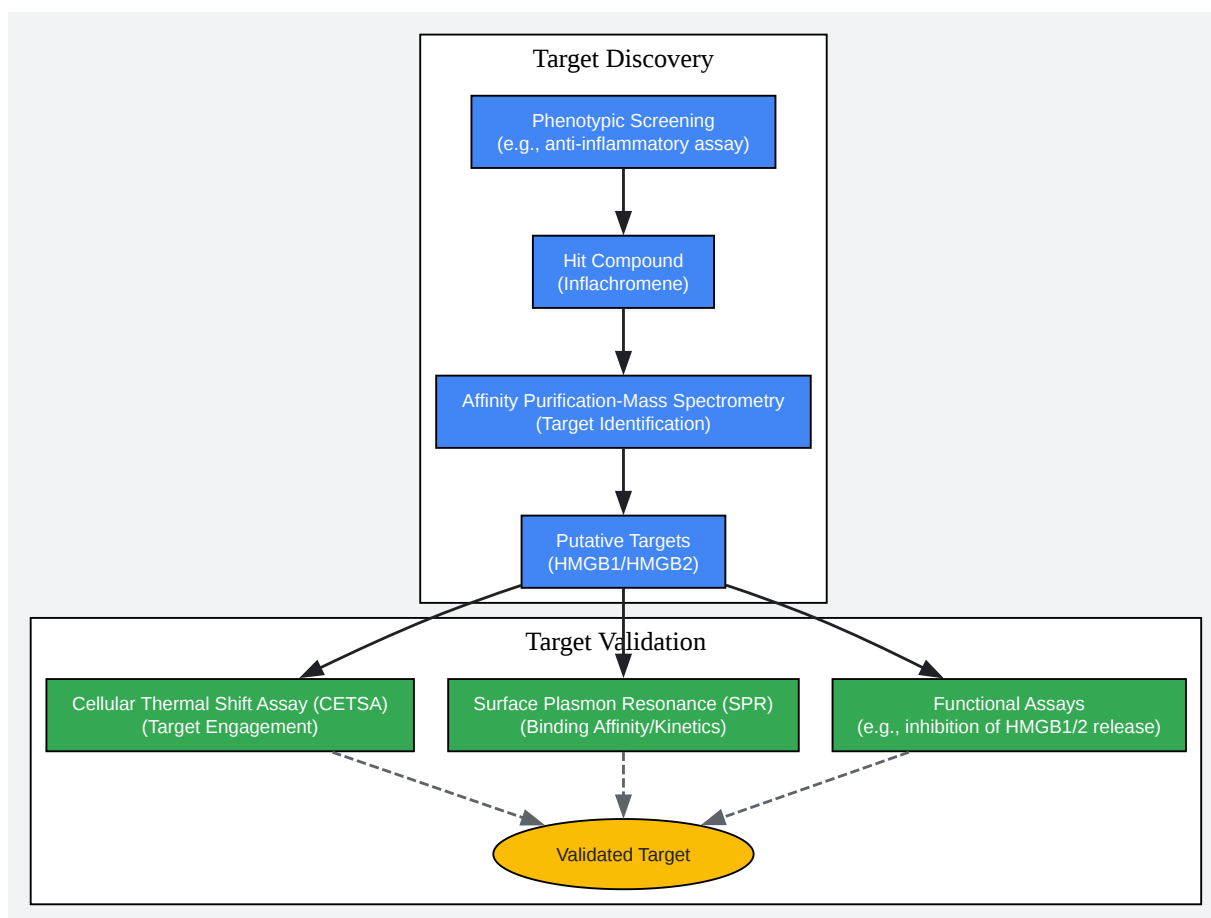 Target Discovery
Phenotypic Screening
(e.g., anti-inflammatory assay)
Hit Compound
(Inflachromene)
Affinity Purification-Mass Spectrometry
(Target Identification)
Putative Targets
(HMGB1/HMGB2)
Target Validation
Cellular Thermal Shift Assay (CETSA)
(Target Engagement)
Surface Plasmon Resonance (SPR)
(Binding Affinity/Kinetics)
Functional Assays
(e.g., inhibition of HMGB1/2 release)
Validated Target